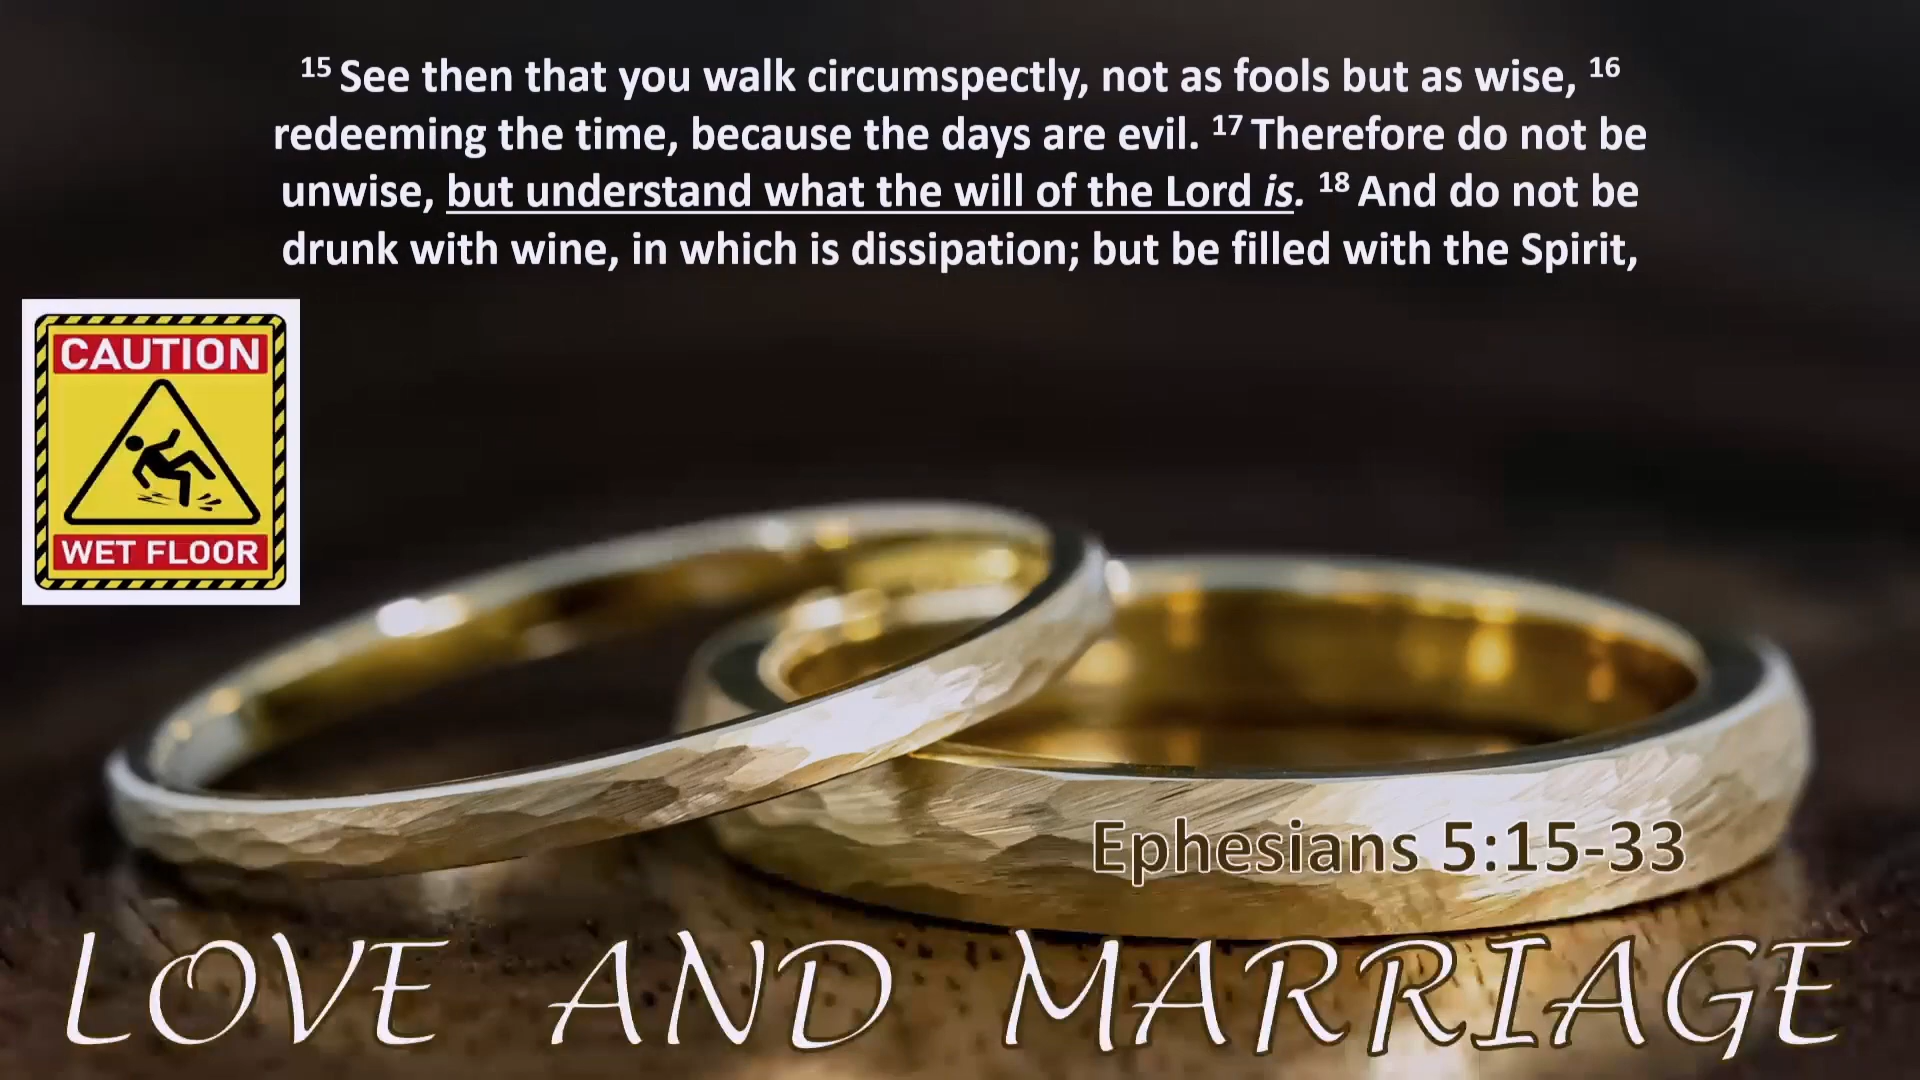 15 See then that you walk circumspectly, not as fools but as wise, 16
redeeming the time, because the days are evil. 17 Therefore do not be
unwise, but understand what the will of the Lord is. 18 And do not be
drunk with wine, in which is dissipation; but be filled with the Spirit,
CAUTION
WET FLOOR
Ephesians 5:15-33
LOVE AND MARRIAGE